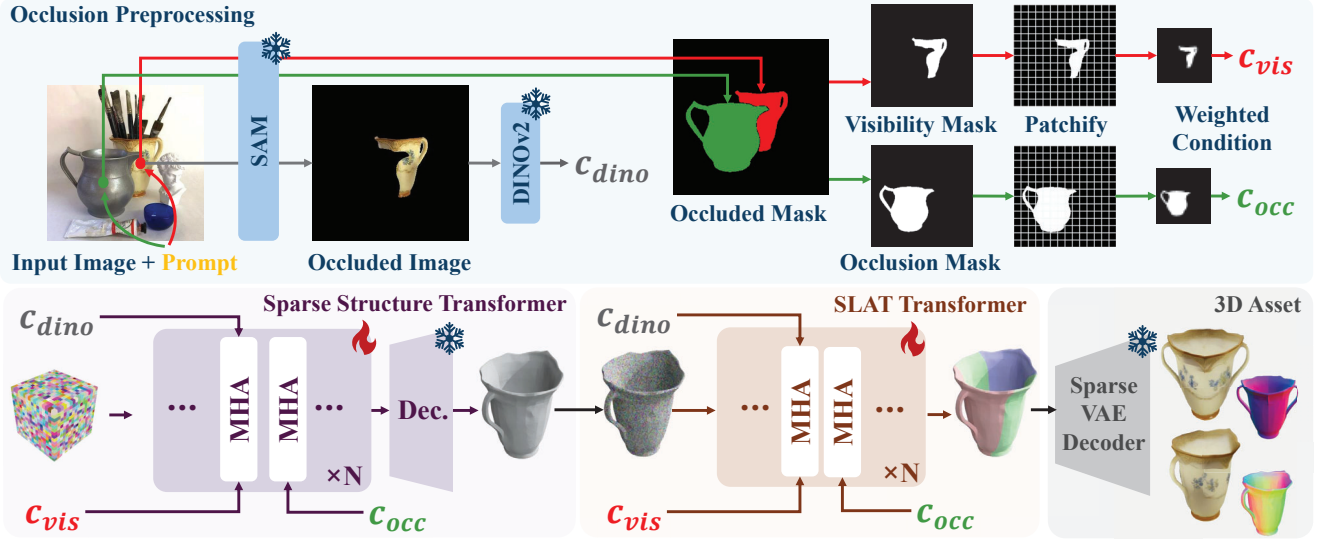 Occlusion Preprocessing
SAM
DINOv2
c_dino
Input Image + Prompt
Occluded Image
Occluded Mask
Visibility Mask
Patchify
Weighted
Condition
c_vis
Occlusion Mask
c_occ
Sparse Structure Transformer
c_dino
...
MHA
MHA
...
×N
Dec.
c_vis
c_occ
SLAT Transformer
c_dino
...
MHA
MHA
...
×N
c_vis
c_occ
3D Asset
Sparse
VAE
Decoder